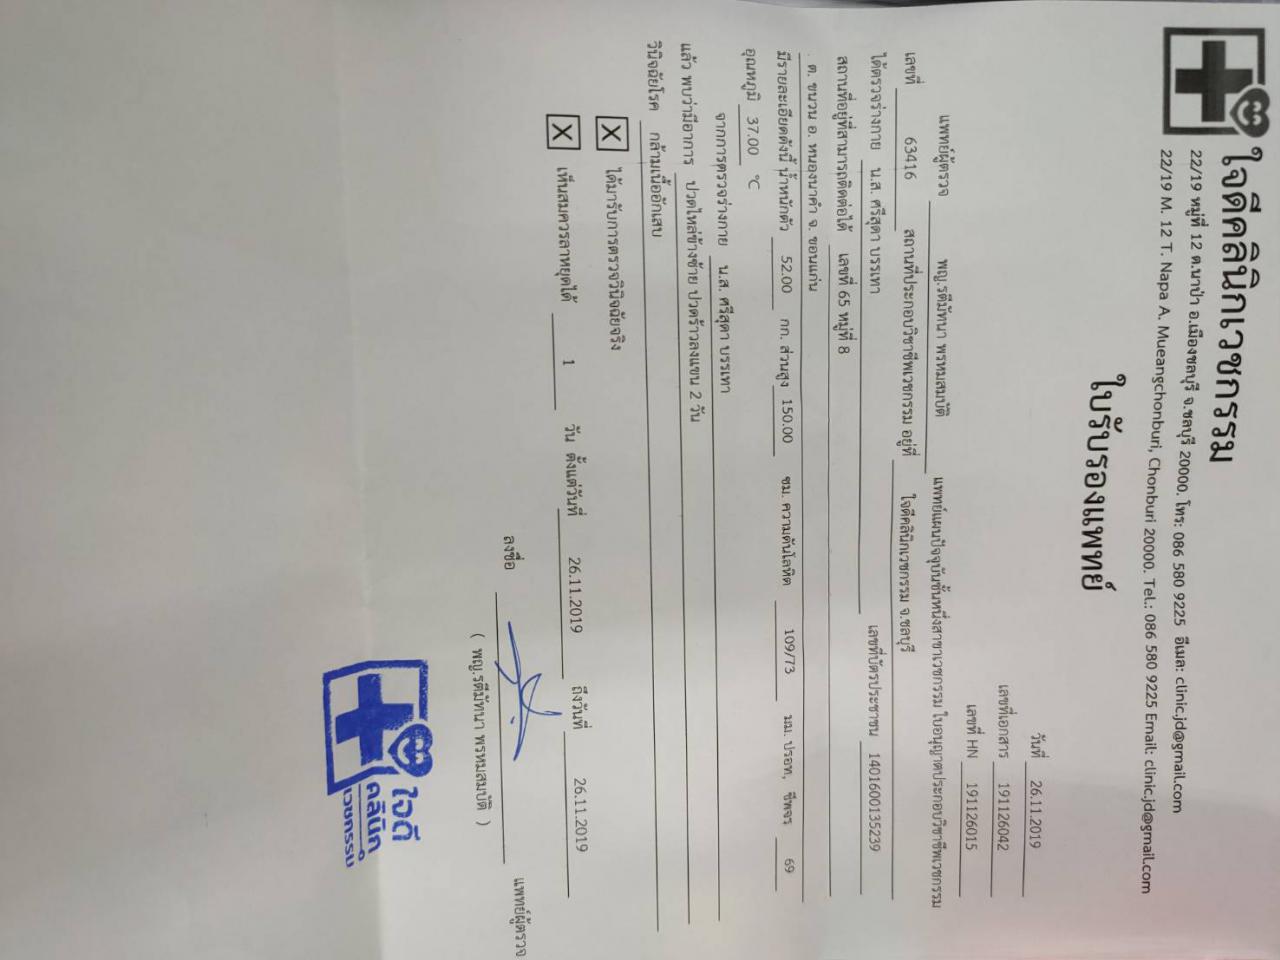 ใจดีคลินิกเวชกรรม
22/19 หมู่ที่ 12 ต.นาป่า อ.เมืองชลบุรี จ.ชลบุรี 20000. โทร: 086 580 9225 อีเมล: clinic.jd@gmail.com
22/19 M. 12 T. Napa A. Mueangchonburi, Chonburi 20000. Tel.: 086 580 9225 Email: clinic.jd@gmail.com
ใบรับรองแพทย์
วันที่ 26.11.2019
เลขที่เอกสาร 191126042
เลขที่ HN 191126015
แพทย์ผู้ตรวจ พญ.รตีมัทนา พรหมสมบัติ แพทย์แผนปัจจุบันชั้นหนึ่งสาขาเวชกรรม ใบอนุญาตประกอบวิชาชีพเวชกรรม
เลขที่ 63416 สถานที่ประกอบวิชาชีพเวชกรรม อยู่ที่ ใจดีคลินิกเวชกรรม จ.ชลบุรี
ได้ตรวจร่างกาย น.ส. ศรีสุดา บรรเทา เลขที่บัตรประชาชน 1401600135239
สถานที่อยู่ที่สามารถติดต่อได้ เลขที่ 65 หมู่ที่ 8
. ต. ขนวน อ. หนองนาคำ จ. ขอนแก่น
มีรายละเอียดดังนี้ น้ำหนักตัว 52.00 กก. ส่วนสูง 150.00 ซม. ความดันโลหิต 109/73 มม. ปรอท, ชีพจร 69
อุณหภูมิ 37.00 °C
จากการตรวจร่างกาย น.ส. ศรีสุดา บรรเทา
แล้ว พบว่ามีอาการ ปวดไหล่ข้างซ้าย ปวดร้าวลงแขน 2 วัน
วินิจฉัยโรค กล้ามเนื้ออักเสบ
X ได้มารับการตรวจวินิจฉัยจริง
X เห็นสมควรลาหยุดได้ 1 วัน ตั้งแต่วันที่ 26.11.2019 ถึงวันที่ 26.11.2019
ลงชื่อ แพทย์ผู้ตรวจ
( พญ.รตีมัทนา พรหมสมบัติ )
ใจดี
คลินิก
เวชกรรม